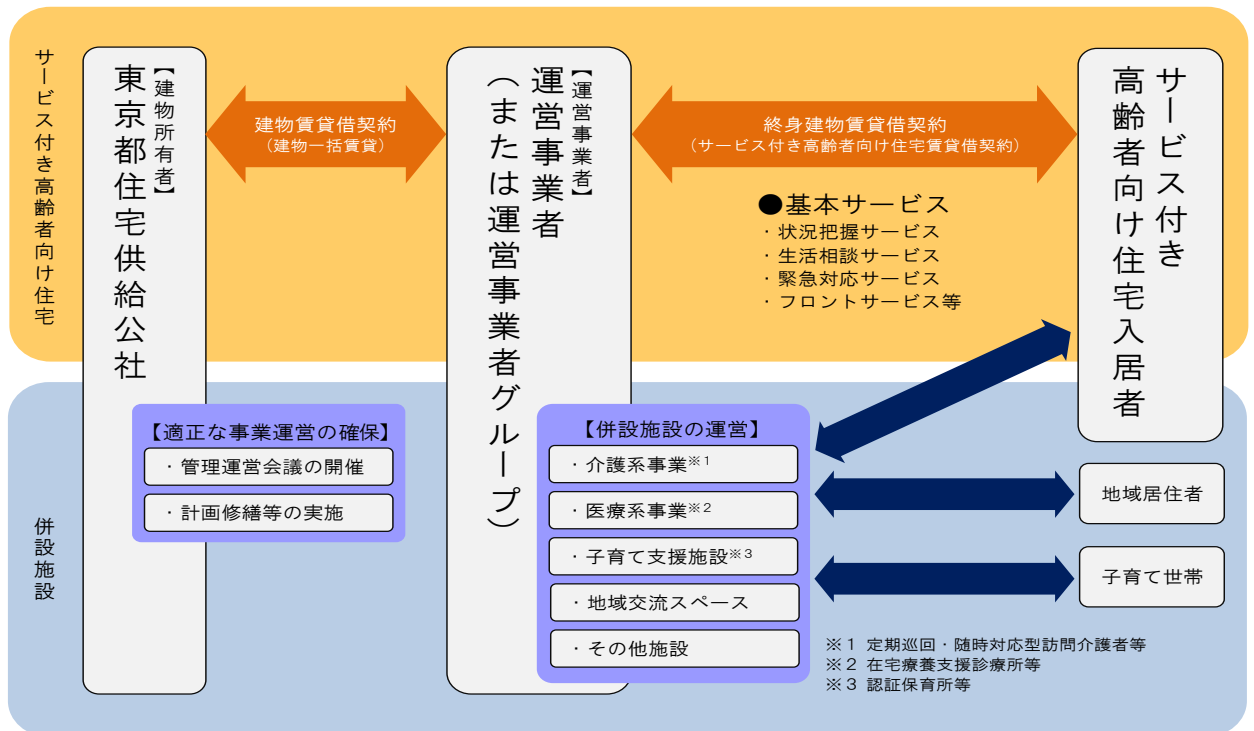 サービス付き高齢者向け住宅
【建物所有者】
東京都住宅供給公社
建物賃貸借契約
（建物一括賃貸）
【運営事業者】
運営事業者
（または運営事業者グループ）
終身建物賃貸借契約
（サービス付き高齢者向け住宅賃貸借契約）
●基本サービス
・状況把握サービス
・生活相談サービス
・緊急対応サービス
・フロントサービス等
サービス付き
高齢者向け住宅入居者
併設施設
【適正な事業運営の確保】
・管理運営会議の開催
・計画修繕等の実施
【併設施設の運営】
・介護系事業※1
・医療系事業※2
・子育て支援施設※3
・地域交流スペース
・その他施設
地域居住者
子育て世帯
※１ 定期巡回・随時対応型訪問介護者等
※２ 在宅療養支援診療所等
※３ 認証保育所等